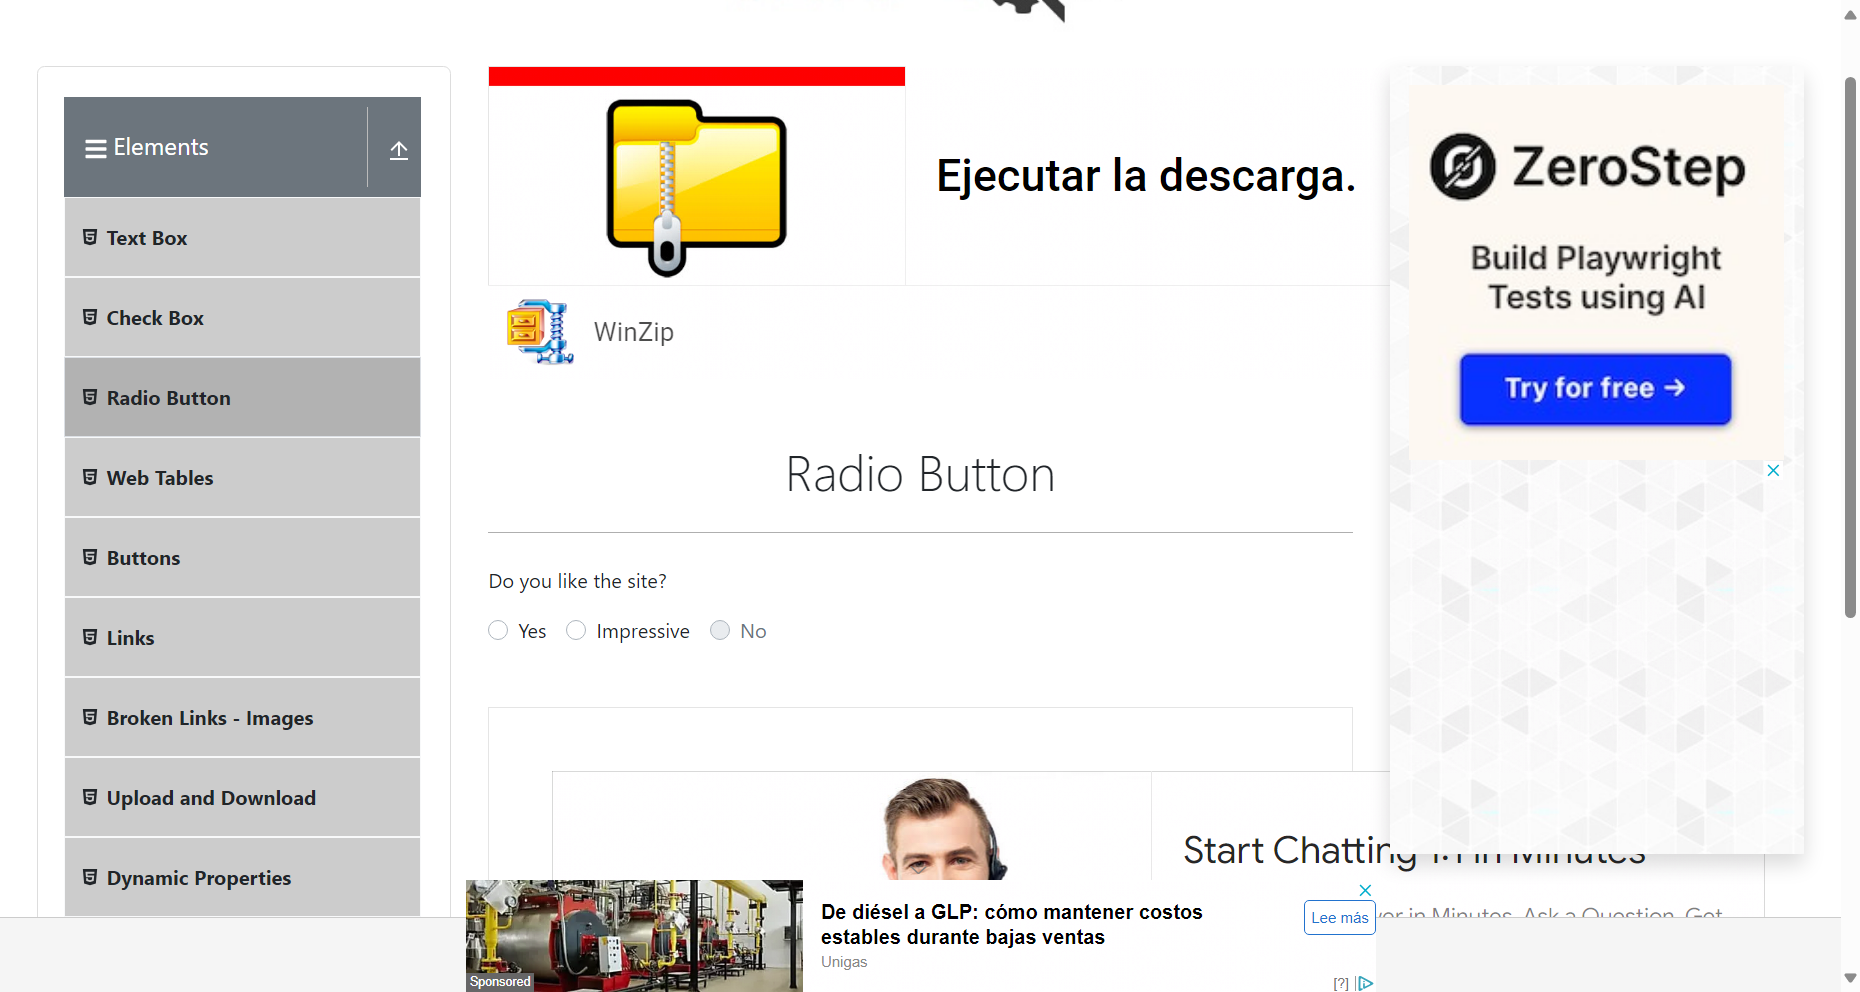 Elements
Text Box
Check Box
Radio Button
Web Tables
Buttons
Links
Broken Links - Images
Upload and Download
Dynamic Properties
Ejecutar la descarga.
WinZip
Radio Button
Do you like the site?
Yes Impressive No
ZeroStep
Build Playwright
Tests using AI
Try for free →
Start Chatting
in Minutes, Ask a Question, Get
De diésel a GLP: cómo mantener costos
estables durante bajas ventas
Unigas
Lee más
Sponsored
[?]